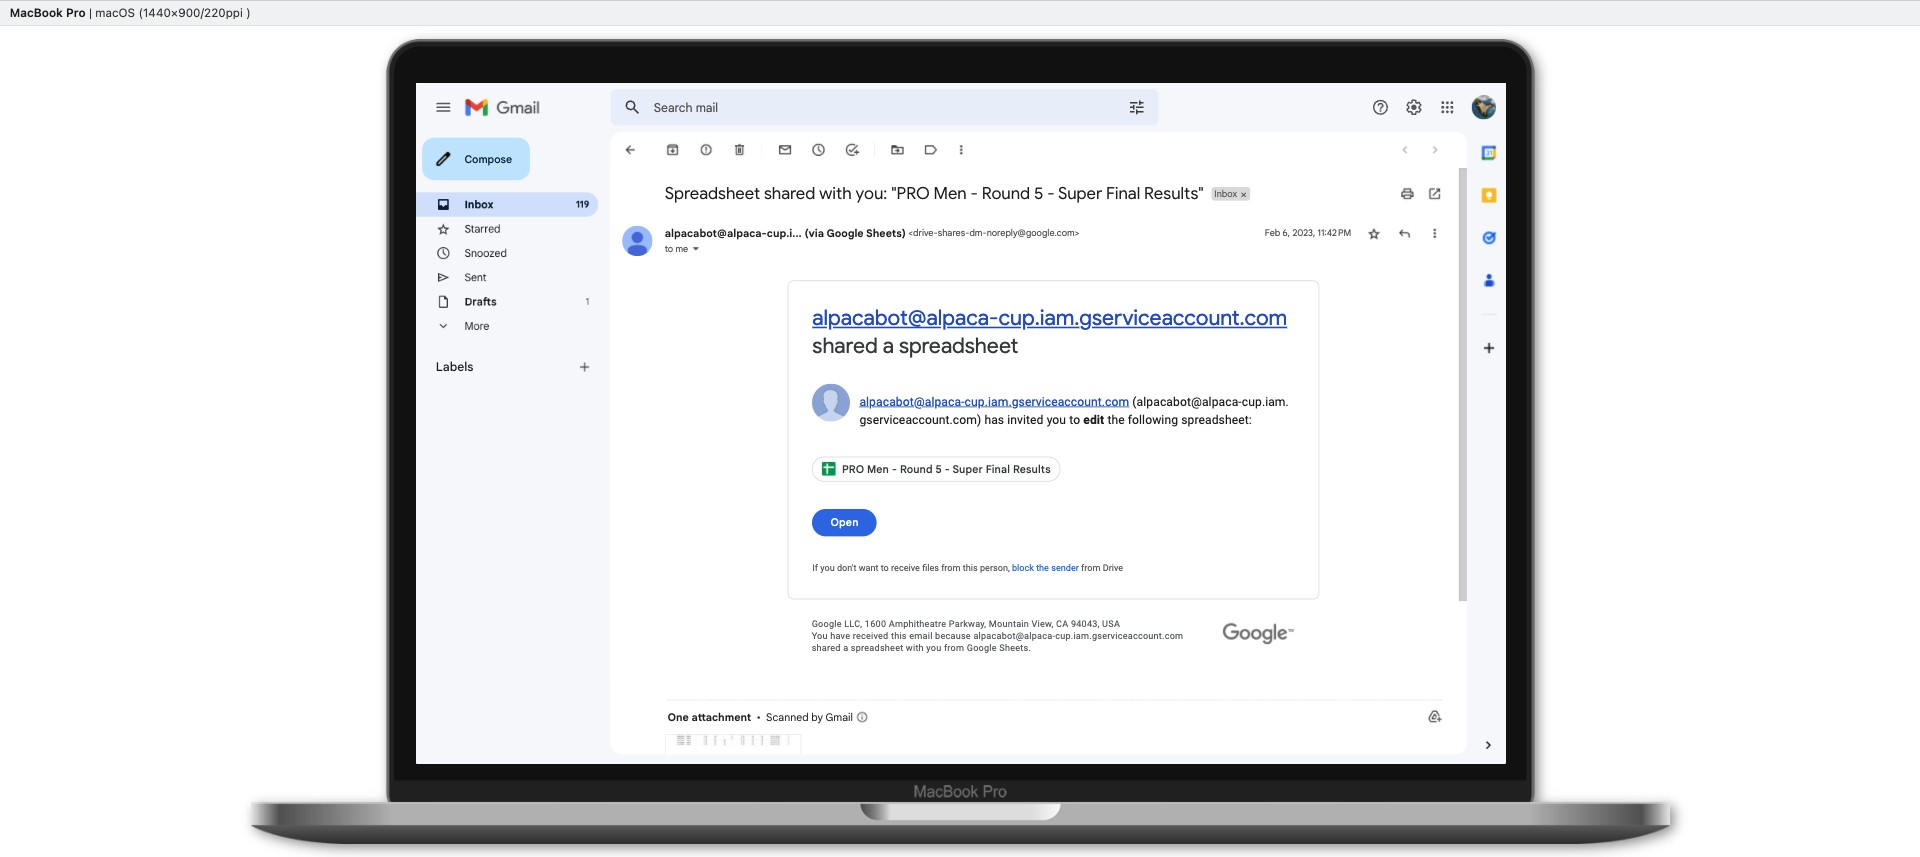 MacBook Pro | macOS (1440×900/220ppi )
Gmail
Search mail
Compose
Inbox 119
Starred
Snoozed
Sent
Drafts 1
More
Labels
Spreadsheet shared with you: "PRO Men - Round 5 - Super Final Results" Inbox x
alpacabot@alpaca-cup.i... (via Google Sheets) <drive-shares-dm-noreply@google.com>
Feb 6, 2023, 11:42 PM
to me
alpacabot@alpaca-cup.iam.gserviceaccount.com
shared a spreadsheet
alpacabot@alpaca-cup.iam.gserviceaccount.com (alpacabot@alpaca-cup.iam.
gserviceaccount.com) has invited you to edit the following spreadsheet:
PRO Men - Round 5 - Super Final Results
Open
If you don't want to receive files from this person, block the sender from Drive
Google LLC, 1600 Amphitheatre Parkway, Mountain View, CA 94043, USA
You have received this email because alpacabot@alpaca-cup.iam.gserviceaccount.com
shared a spreadsheet with you from Google Sheets.
Google™
One attachment • Scanned by Gmail
31
MacBook Pro